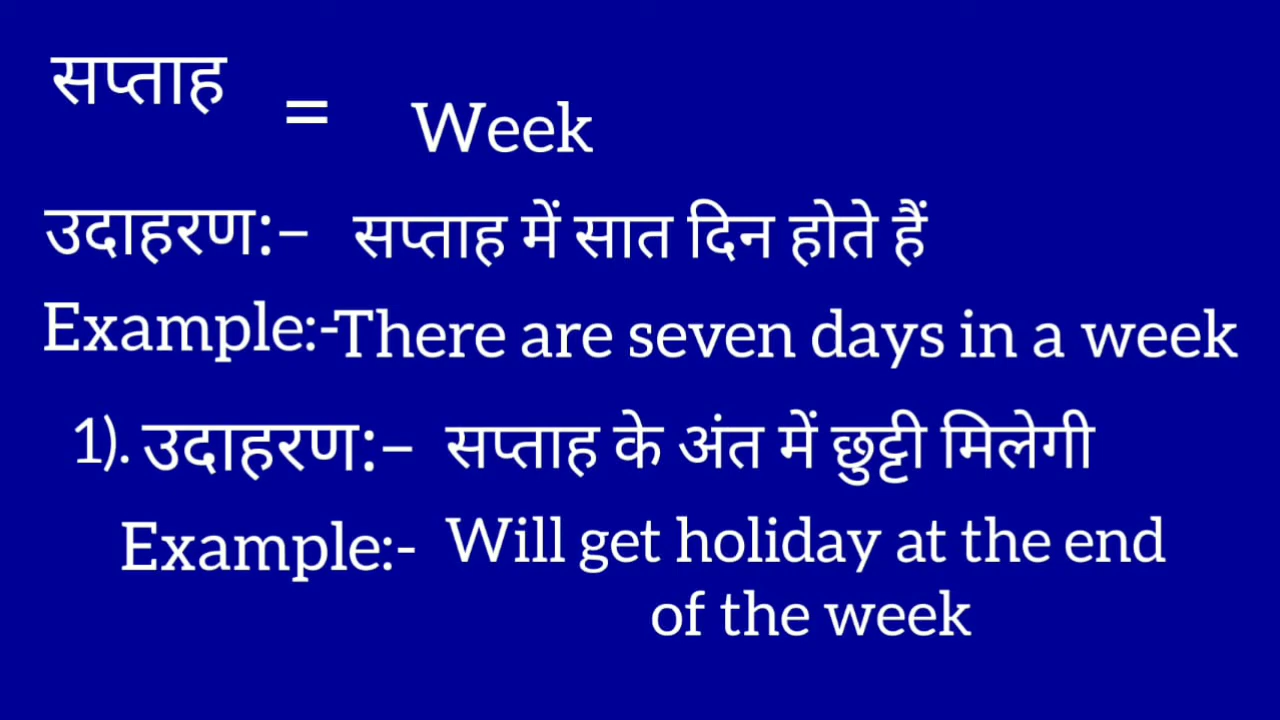 सप्ताह = Week
उदाहरण:– सप्ताह में सात दिन होते हैं
Example:-There are seven days in a week
1). उदाहरण:– सप्ताह के अंत में छुट्टी मिलेगी
Example:- Will get holiday at the end
of the week